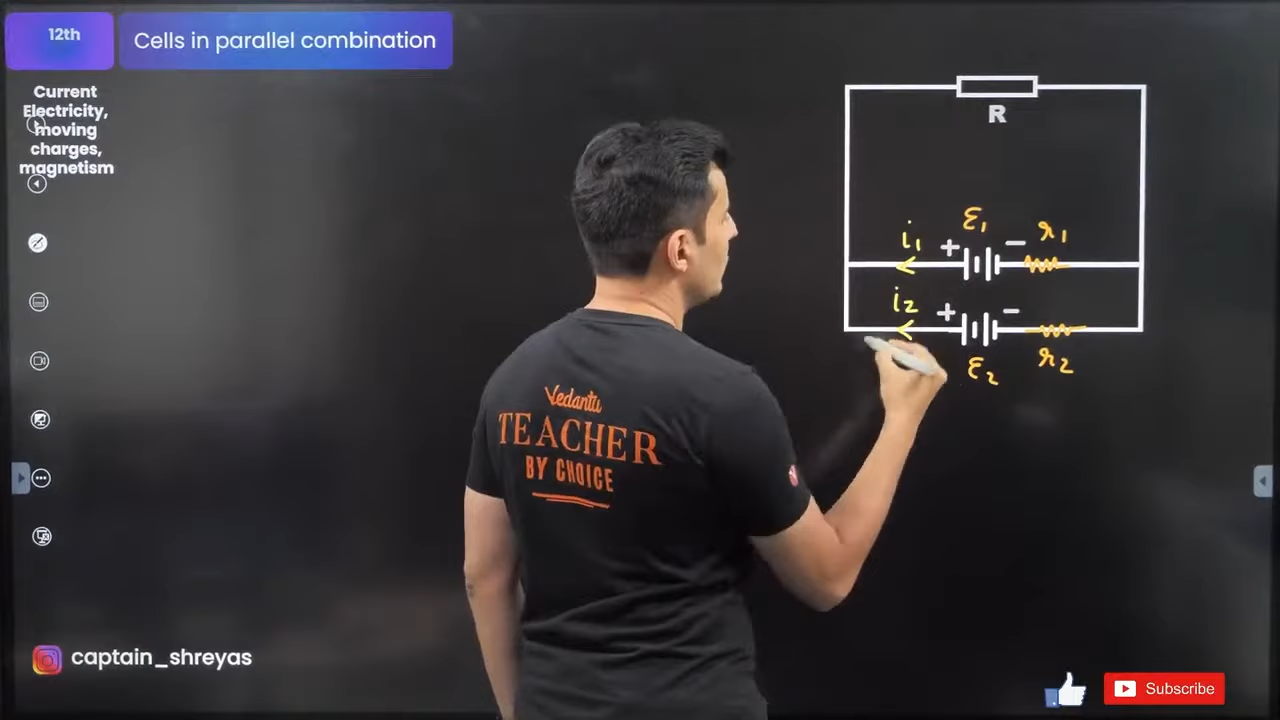 12th
Cells in parallel combination
Current
Electricity,
moving
charges,
magnetism
R
ε₁
r₁
i₁
+
−
i₂
+
−
ε₂
r₂
Vedantu
TEACHER
BY CHOICE
captain_shreyas
Subscribe